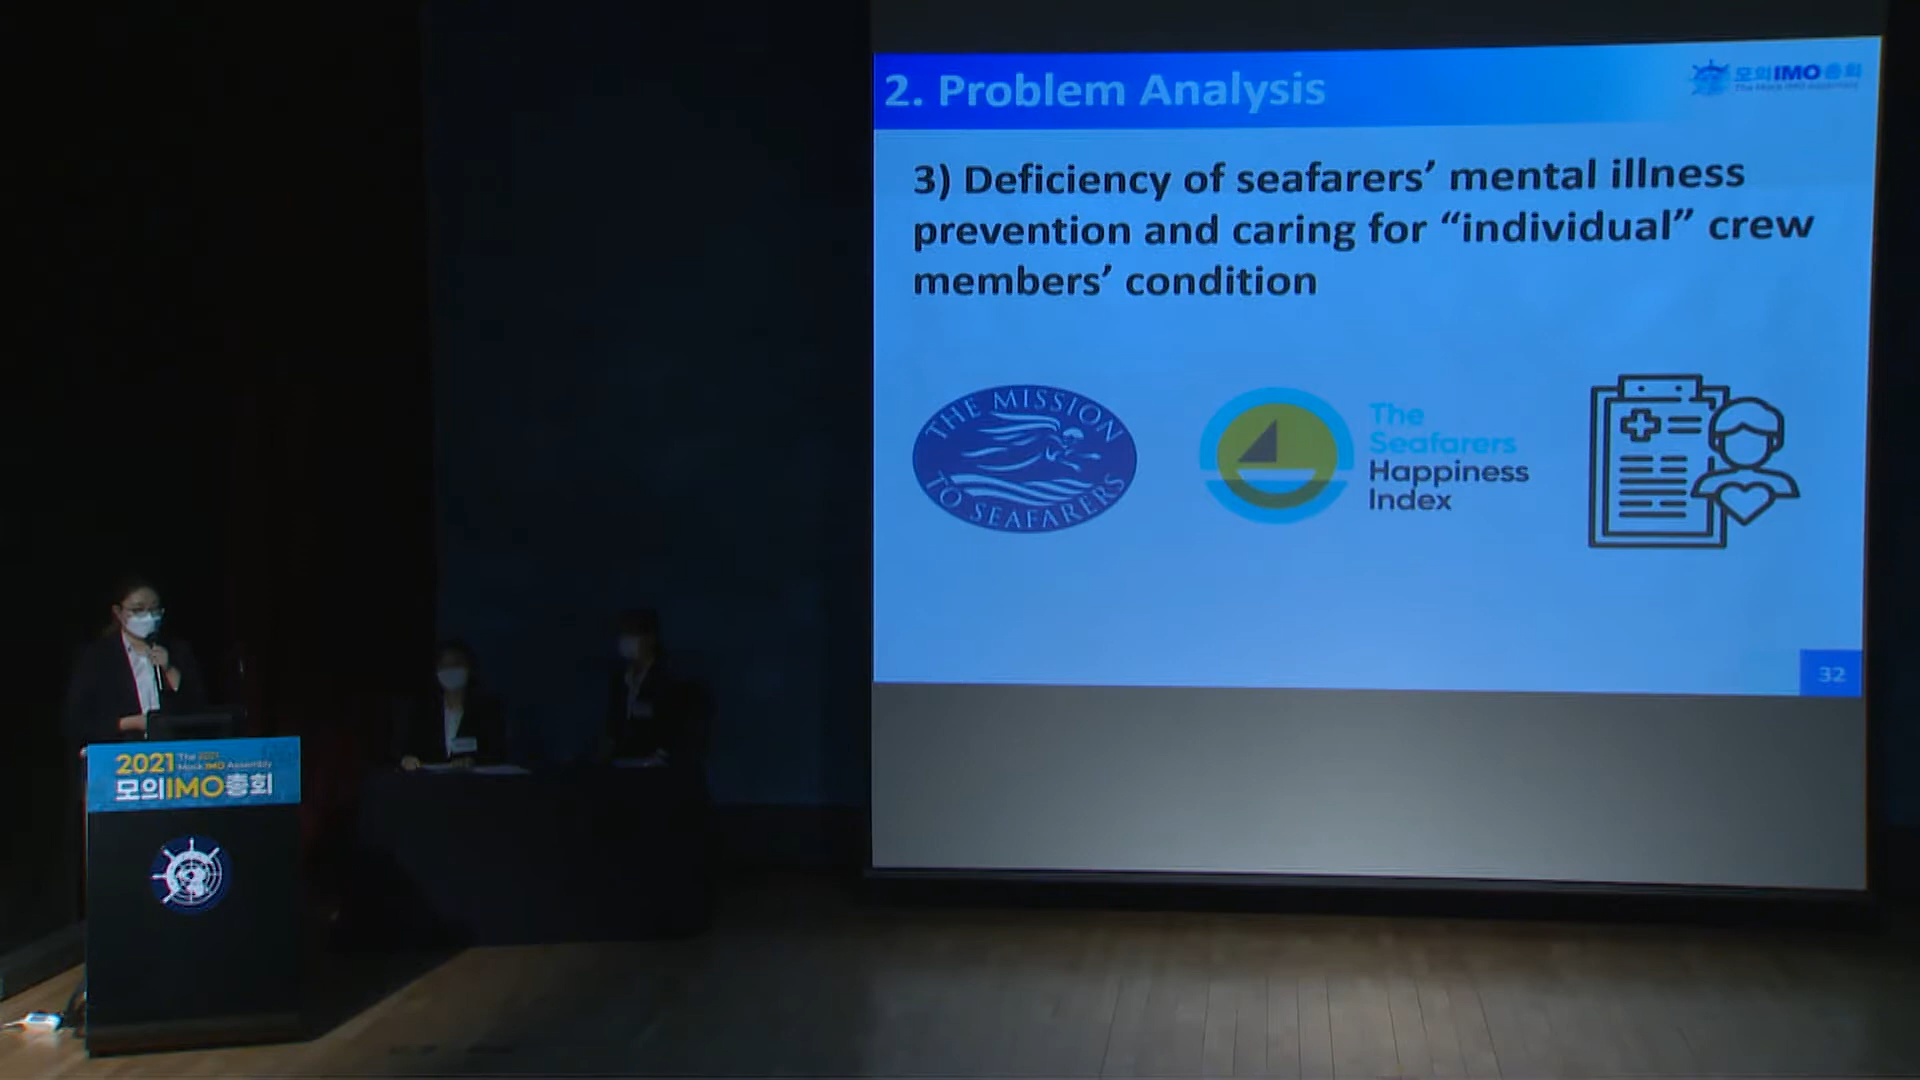 2. Problem Analysis
모의IMO총회
The Mock IMO Assembly
3) Deficiency of seafarers’ mental illness
prevention and caring for “individual” crew
members’ condition
THE MISSION
TO SEAFARERS
The
Seafarers
Happiness
Index
32
2021
The 2021
Mock IMO Assembly
모의IMO총회